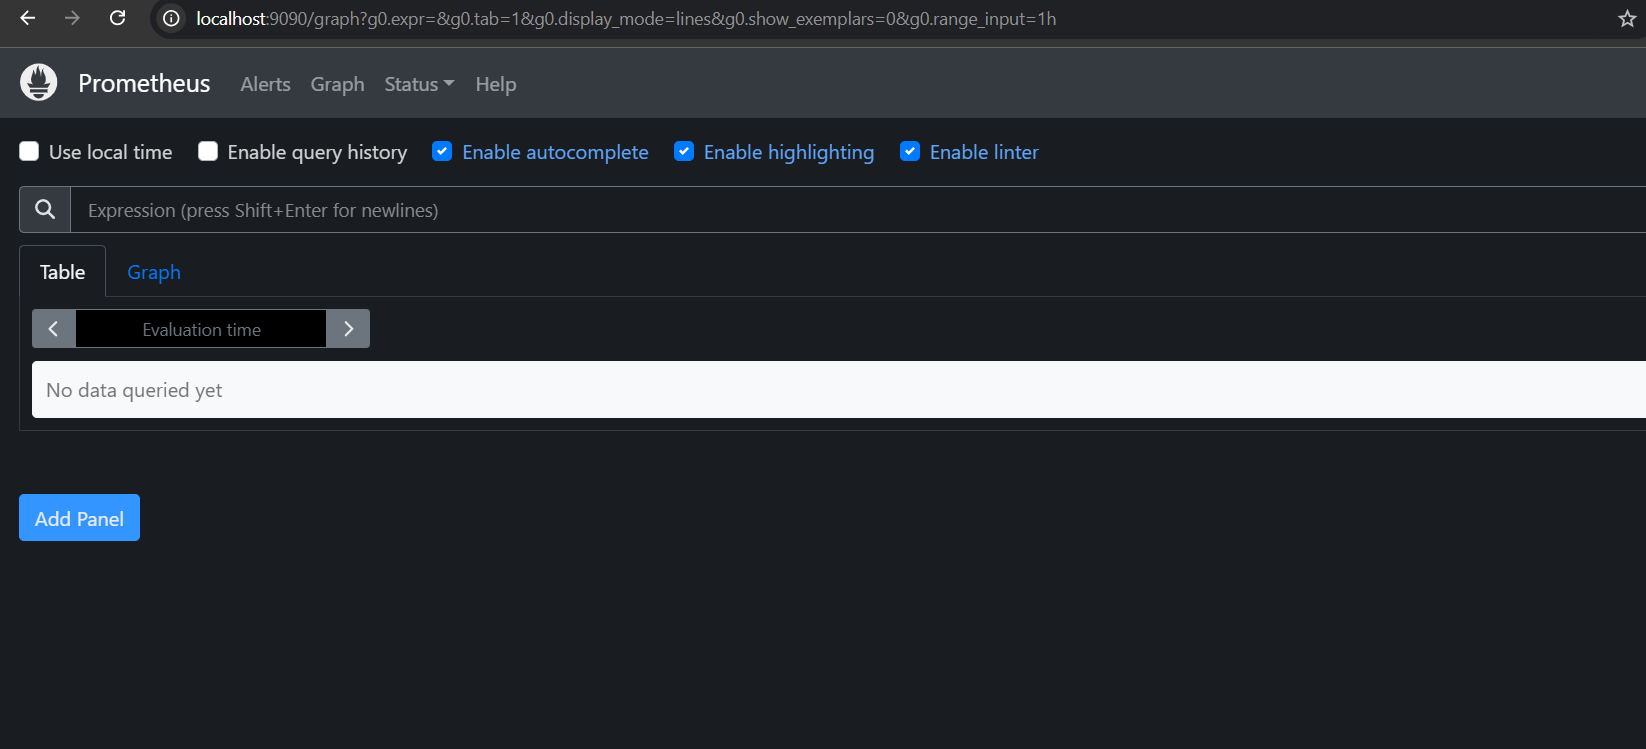 localhost:9090/graph?g0.expr=&g0.tab=1&g0.display_mode=lines&g0.show_exemplars=0&g0.range_input=1h
Prometheus Alerts Graph Status Help
Use local time Enable query history Enable autocomplete Enable highlighting Enable linter
Expression (press Shift+Enter for newlines)
Table Graph
Evaluation time
No data queried yet
Add Panel